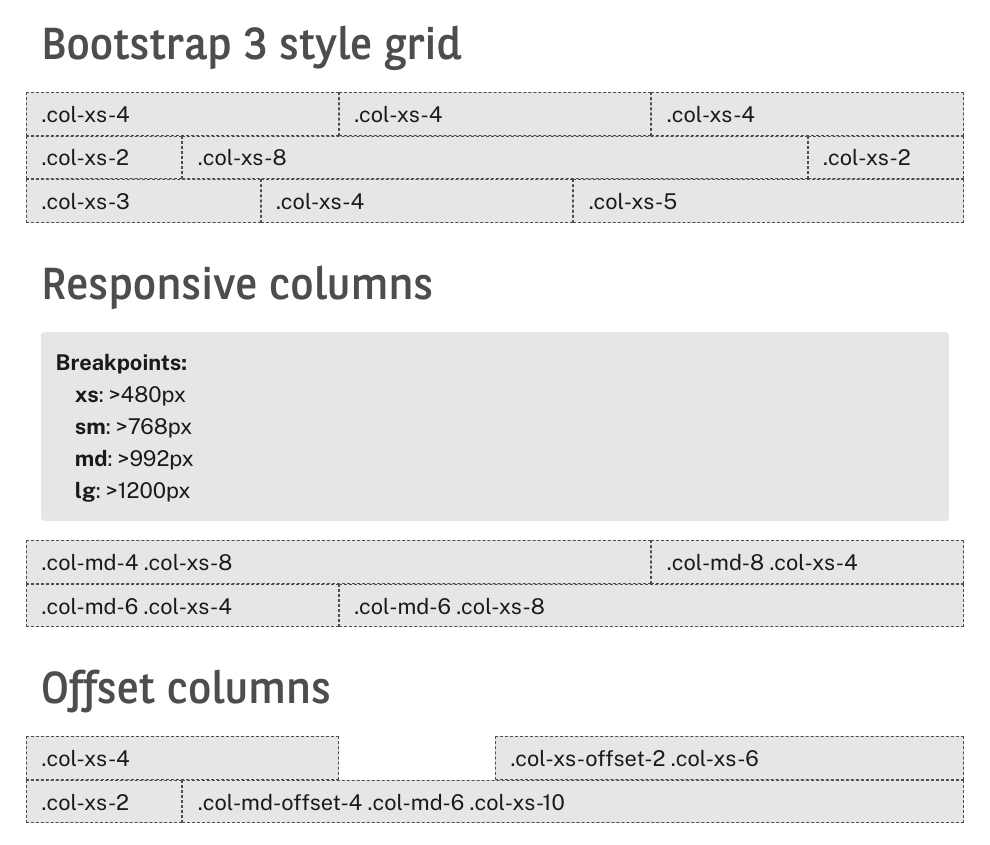 Bootstrap 3 style grid
.col-xs-4 .col-xs-4 .col-xs-4
.col-xs-2 .col-xs-8 .col-xs-2
.col-xs-3 .col-xs-4 .col-xs-5
Responsive columns
Breakpoints:
xs: >480px
sm: >768px
md: >992px
lg: >1200px
.col-md-4 .col-xs-8 .col-md-8 .col-xs-4
.col-md-6 .col-xs-4 .col-md-6 .col-xs-8
Offset columns
.col-xs-4 .col-xs-offset-2 .col-xs-6
.col-xs-2 .col-md-offset-4 .col-md-6 .col-xs-10